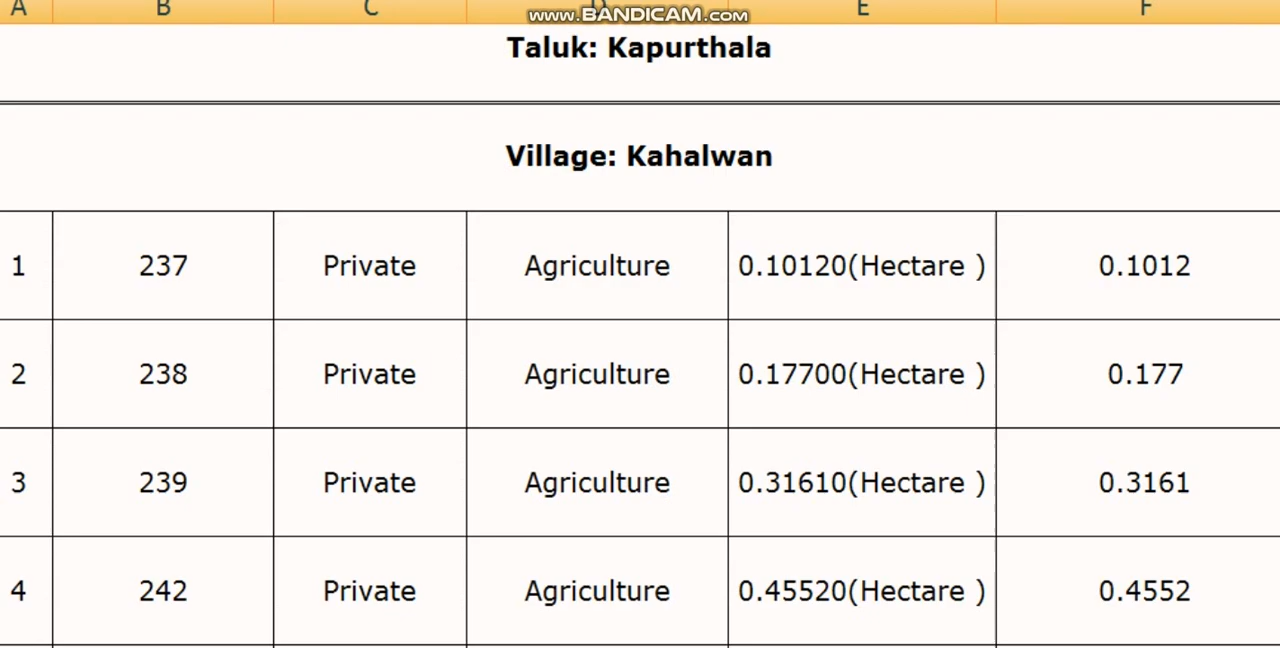 A B C D E F
www.BANDICAM.com
Taluk: Kapurthala
Village: Kahalwan
1 237 Private Agriculture 0.10120(Hectare ) 0.1012
2 238 Private Agriculture 0.17700(Hectare ) 0.177
3 239 Private Agriculture 0.31610(Hectare ) 0.3161
4 242 Private Agriculture 0.45520(Hectare ) 0.4552